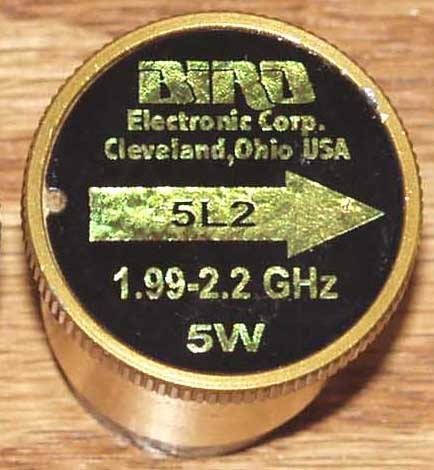 BIRD
Electronic Corp.
Cleveland,Ohio USA
5L2
1.99-2.2 GHz
5W